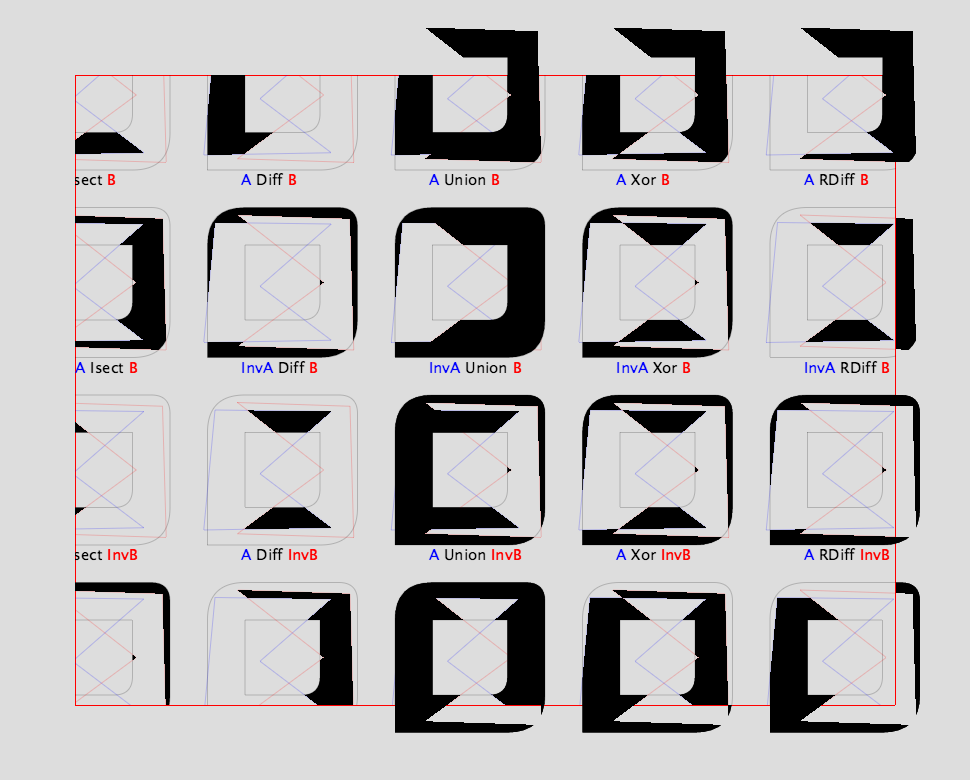 sect B A Diff B A Union B A Xor B A RDiff B
A Isect B InvA Diff B InvA Union B InvA Xor B InvA RDiff B
sect InvB A Diff InvB A Union InvB A Xor InvB A RDiff InvB